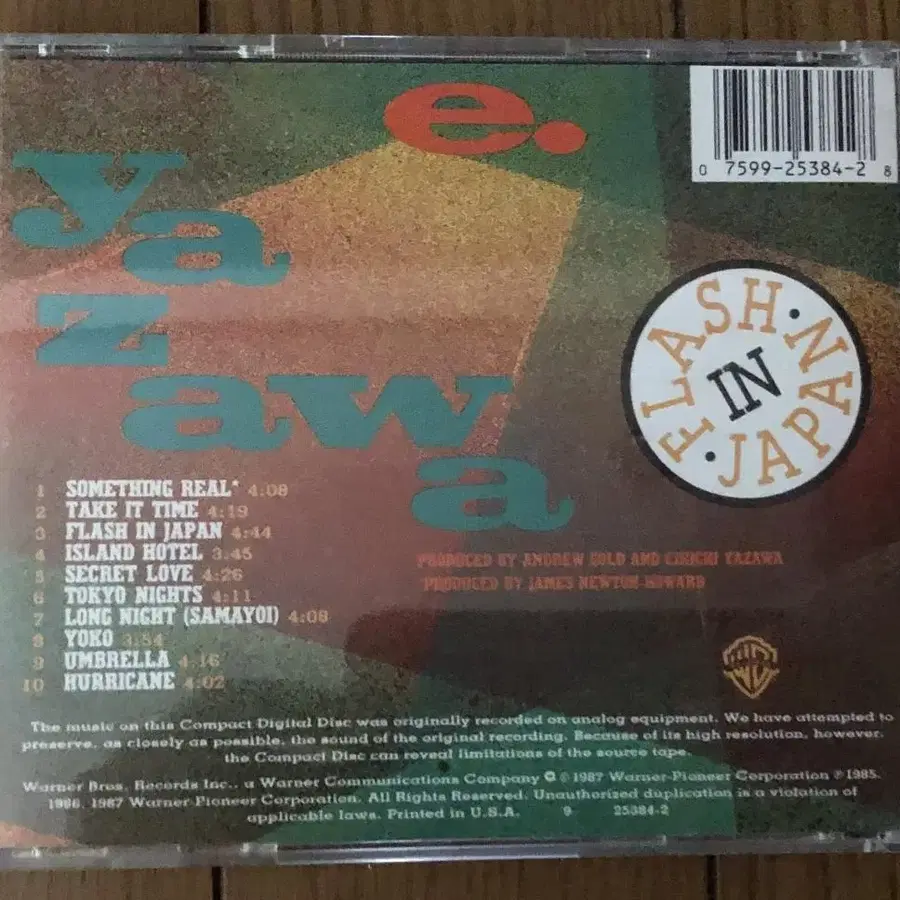 e.
yazawa
0 7599-25384-2 8
FLASH · IN · JAPAN
1 SOMETHING REAL* 4:08
2 TAKE IT TIME 4:19
3 FLASH IN JAPAN 4:44
4 ISLAND HOTEL 3:45
5 SECRET LOVE 4:26
6 TOKYO NIGHTS 4:11
7 LONG NIGHT (SAMAYOI) 4:08
8 YOKO 3:54
9 UMBRELLA 4:16
10 HURRICANE 4:02
PRODUCED BY ANDREW GOLD AND EIKICHI YAZAWA
PRODUCED BY JAMES NEWTON-HOWARD
The music on this Compact Digital Disc was originally recorded on analog equipment. We have attempted to
preserve, as closely as possible, the sound of the original recording. Because of its high resolution, however,
the Compact Disc can reveal limitations of the source tape.
Warner Bros. Records Inc., a Warner Communications Company ℗ © 1987 Warner-Pioneer Corporation ℗ 1985,
1986, 1987 Warner-Pioneer Corporation. All Rights Reserved. Unauthorized duplication is a violation of
applicable laws. Printed in U.S.A. 9 25384-2